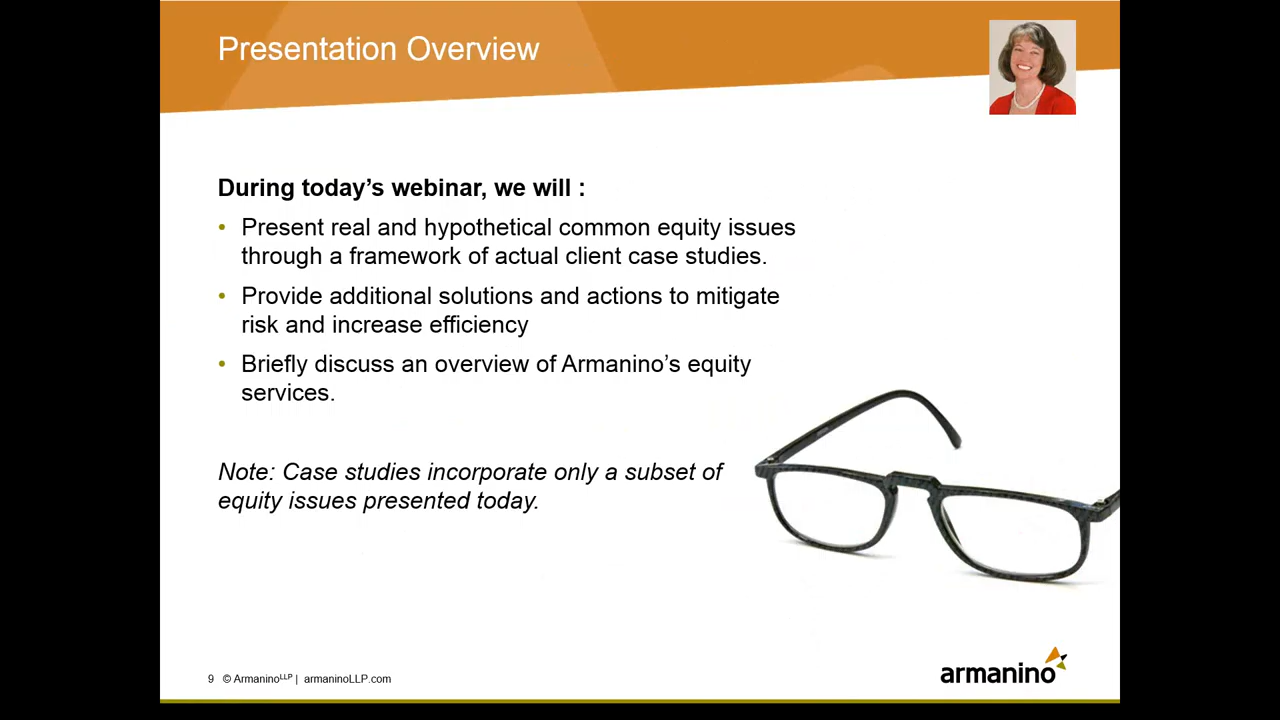 Presentation Overview
During today’s webinar, we will :
• Present real and hypothetical common equity issues
through a framework of actual client case studies.
• Provide additional solutions and actions to mitigate
risk and increase efficiency
• Briefly discuss an overview of Armanino’s equity
services.
Note: Case studies incorporate only a subset of
equity issues presented today.
9 © ArmaninoLLP | armaninoLLP.com
armanino